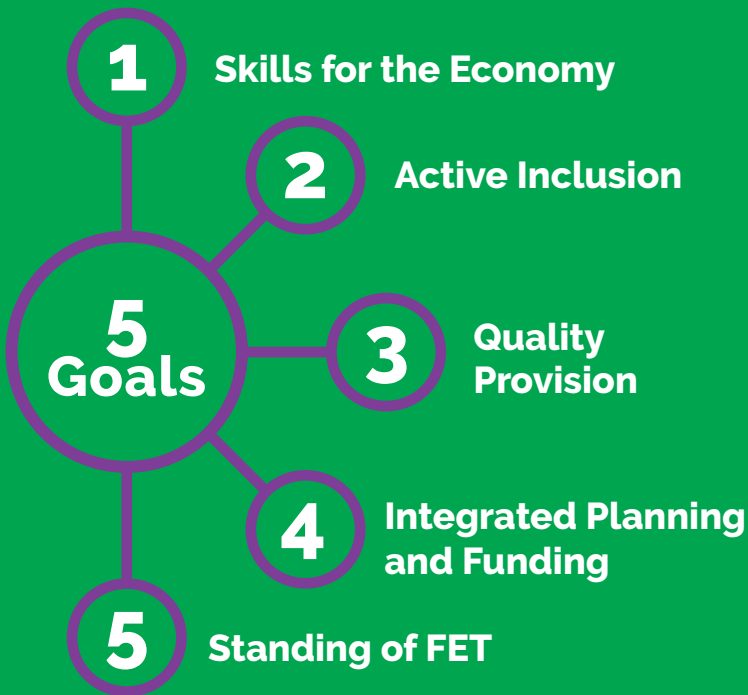 1
Skills for the Economy
2
Active Inclusion
5
Goals
3
Quality
Provision
4
Integrated Planning
and Funding
5
Standing of FET